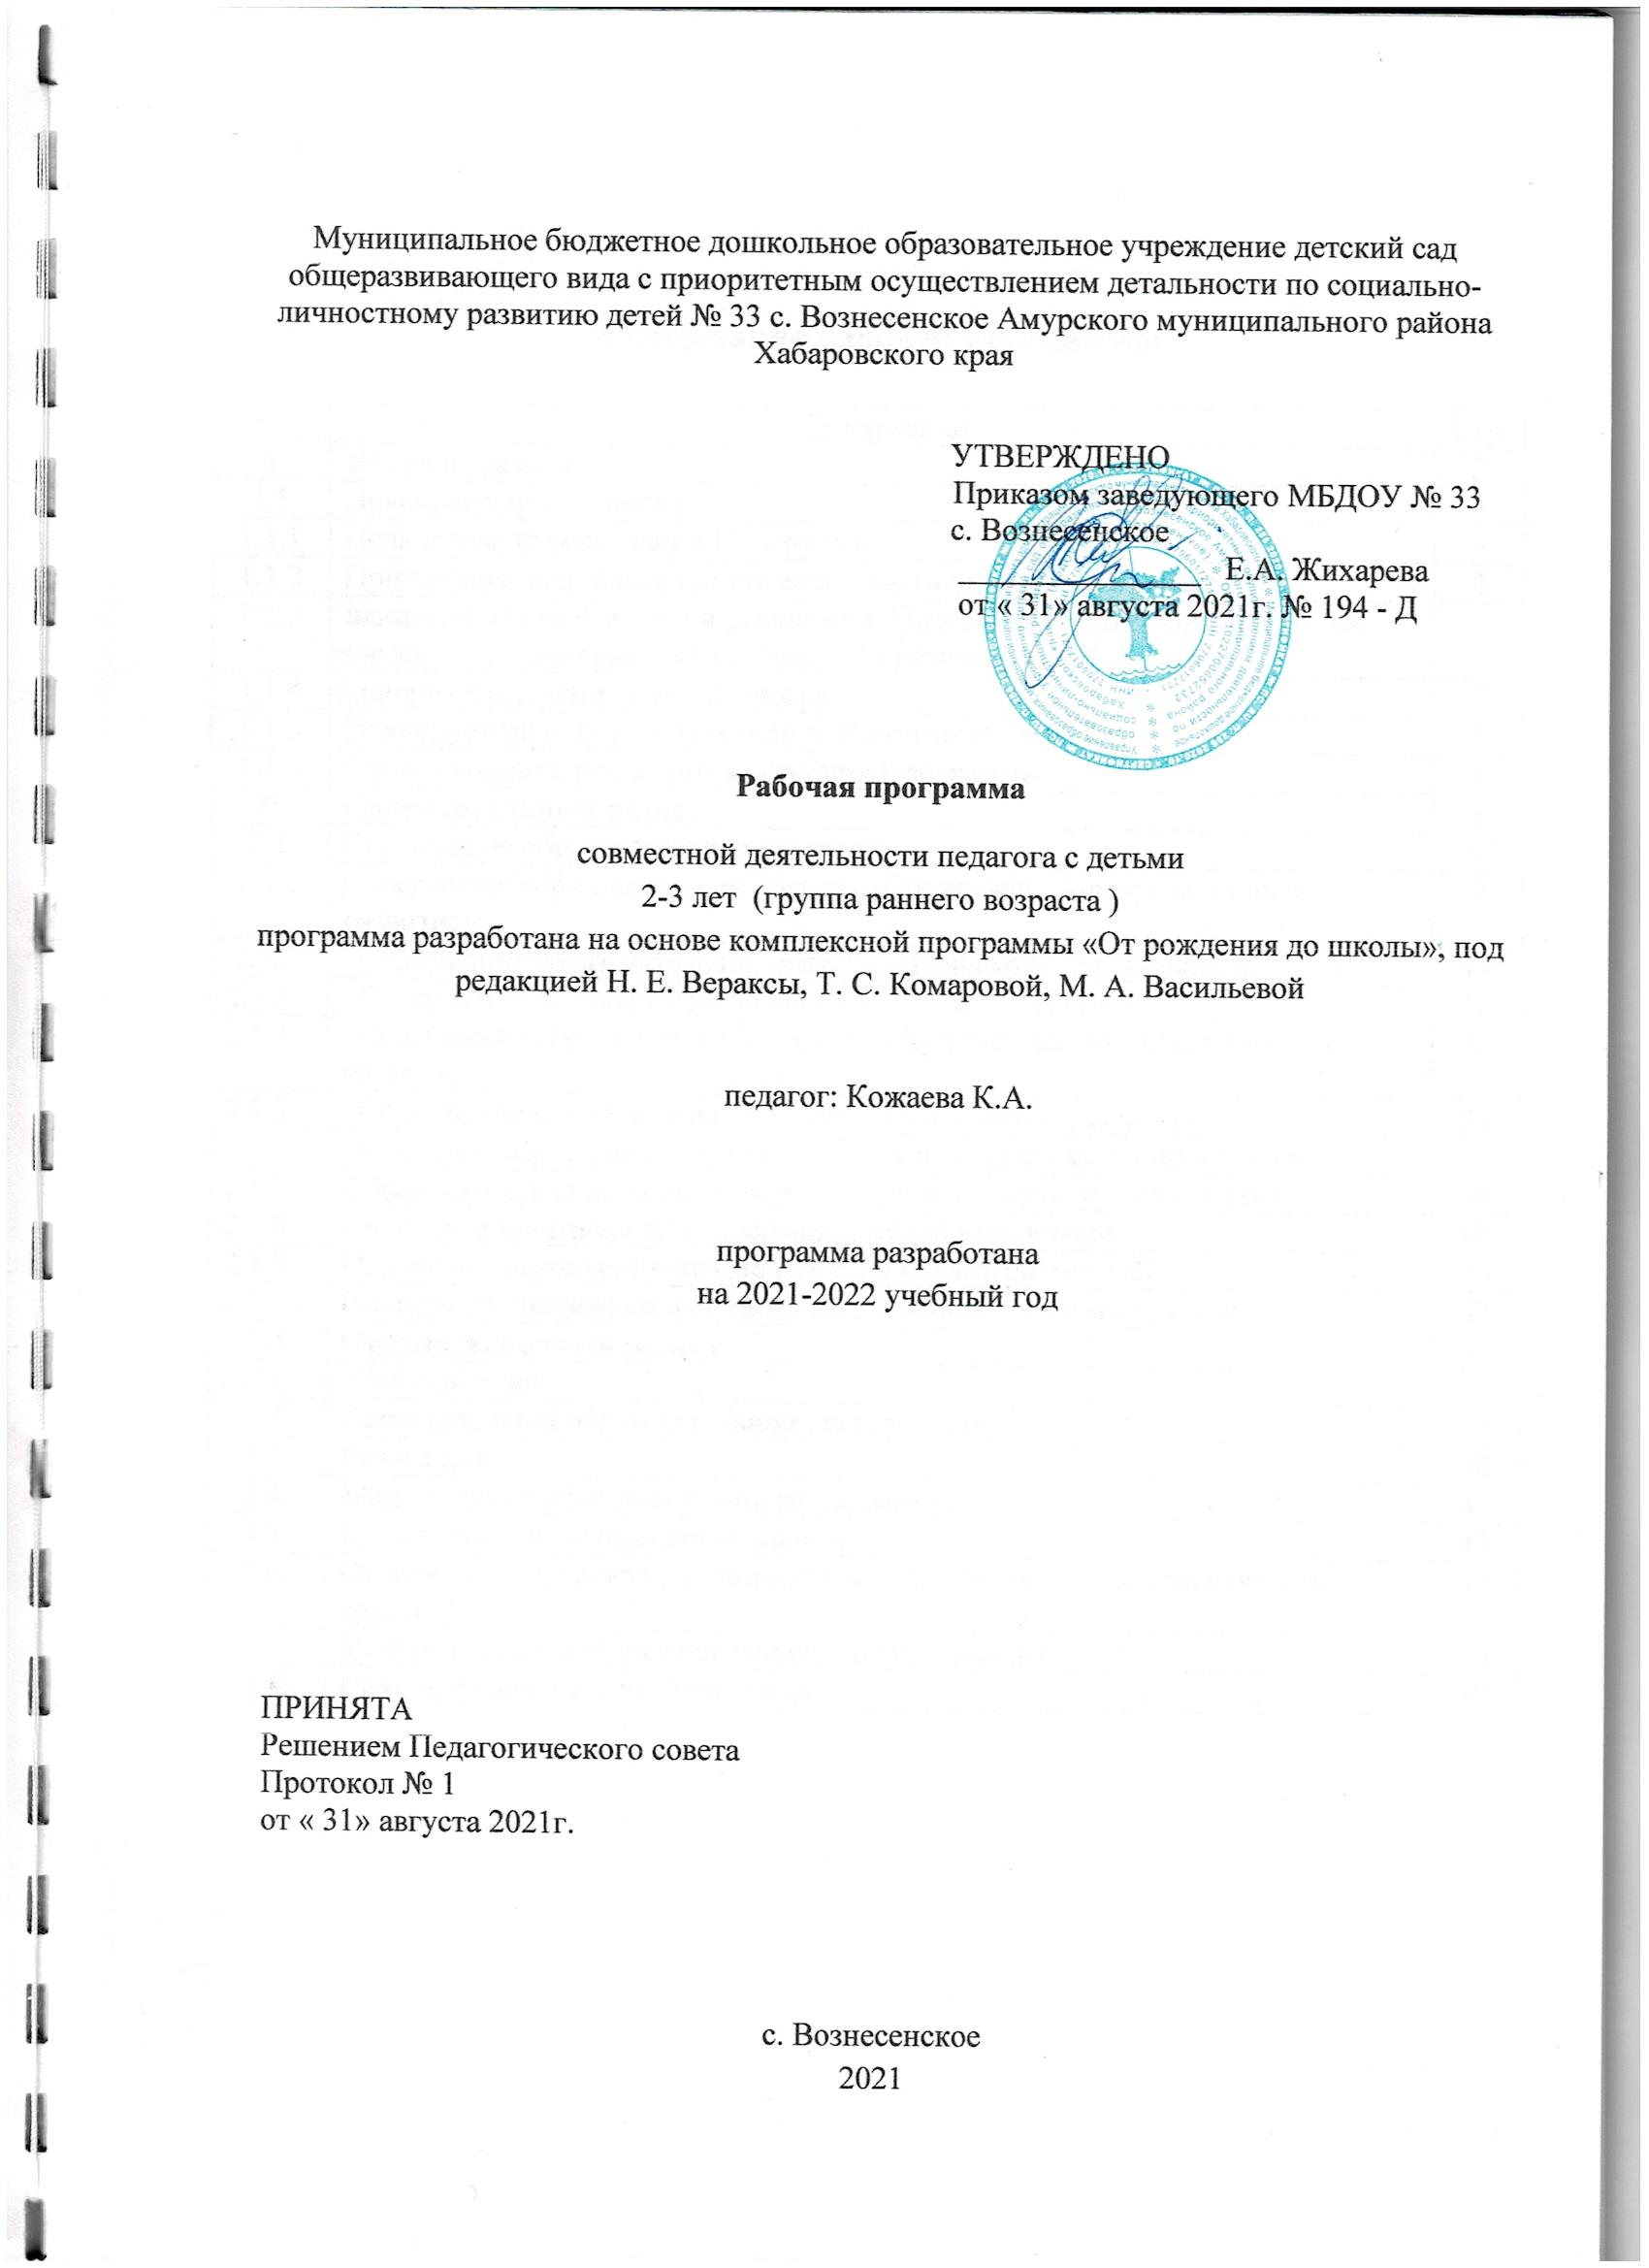 Муниципальное бюджетное дошкольное образовательное учреждение детский сад
общеразвивающего вида с приоритетным осуществлением детальности по социально-
личностному развитию детей № 33 с. Вознесенское Амурского муниципального района
Хабаровского края
УТВЕРЖДЕНО
Приказом заведующего МБДОУ № 33
с. Вознесенское
_______________ Е.А. Жихарева
от « 31» августа 2021г. № 194 - Д
Рабочая программа
совместной деятельности педагога с детьми
2-3 лет (группа раннего возраста )
программа разработана на основе комплексной программы «От рождения до школы», под
редакцией Н. Е. Вераксы, Т. С. Комаровой, М. А. Васильевой
педагог: Кожаева К.А.
программа разработана
на 2021-2022 учебный год
ПРИНЯТА
Решением Педагогического совета
Протокол № 1
от « 31» августа 2021г.
с. Вознесенское
2021